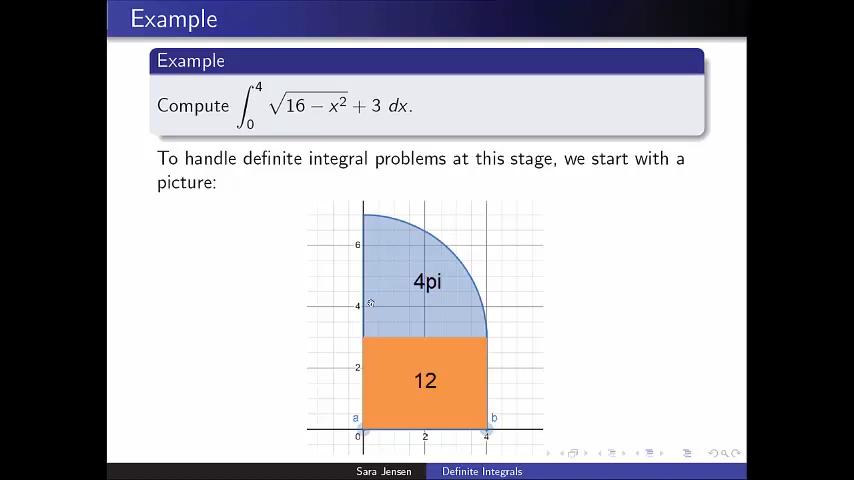 Example
Example
Compute ∫₀⁴ √(16 − x²) + 3 dx.
To handle definite integral problems at this stage, we start with a
picture:
6
4pi
4
2
12
a
b
0
2
4
Sara Jensen
Definite Integrals